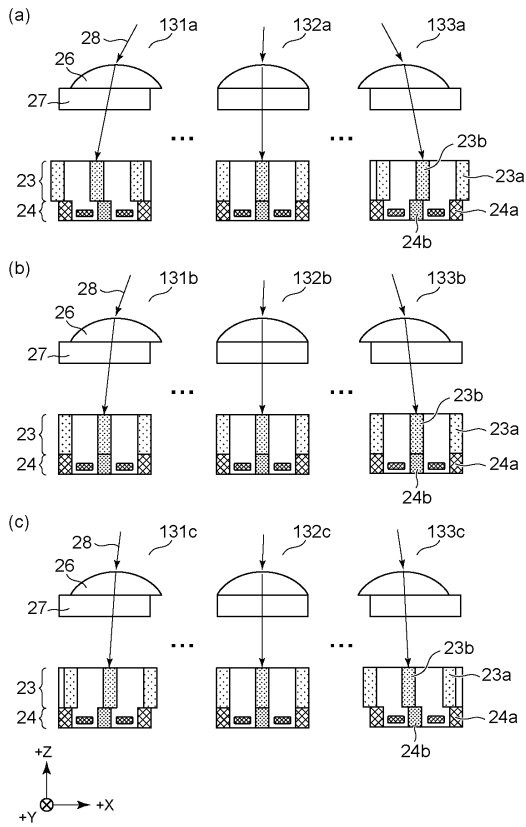 (a)
28 131a 132a 133a
26
27
... ...
23b
23 23a
24 24a
24b
(b)
28 131b 132b 133b
26
27
... ...
23b
23 23a
24 24a
24b
(c)
28 131c 132c 133c
26
27
... ...
23b
23 23a
24 24a
24b
+Z
+Y +X